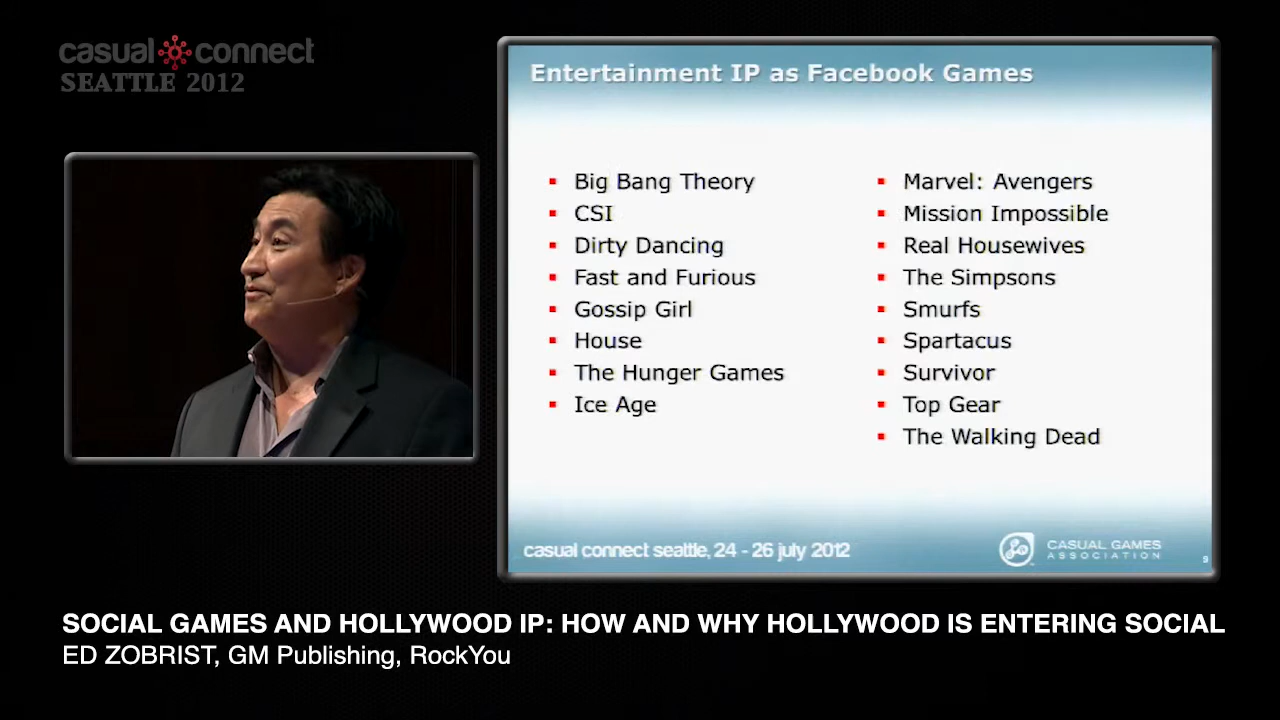 casual connect
SEATTLE 2012
Entertainment IP as Facebook Games
Big Bang Theory
CSI
Dirty Dancing
Fast and Furious
Gossip Girl
House
The Hunger Games
Ice Age
Marvel: Avengers
Mission Impossible
Real Housewives
The Simpsons
Smurfs
Spartacus
Survivor
Top Gear
The Walking Dead
casual connect seattle, 24 - 26 july 2012
CASUAL GAMES
ASSOCIATION
SOCIAL GAMES AND HOLLYWOOD IP: HOW AND WHY HOLLYWOOD IS ENTERING SOCIAL
ED ZOBRIST, GM Publishing, RockYou